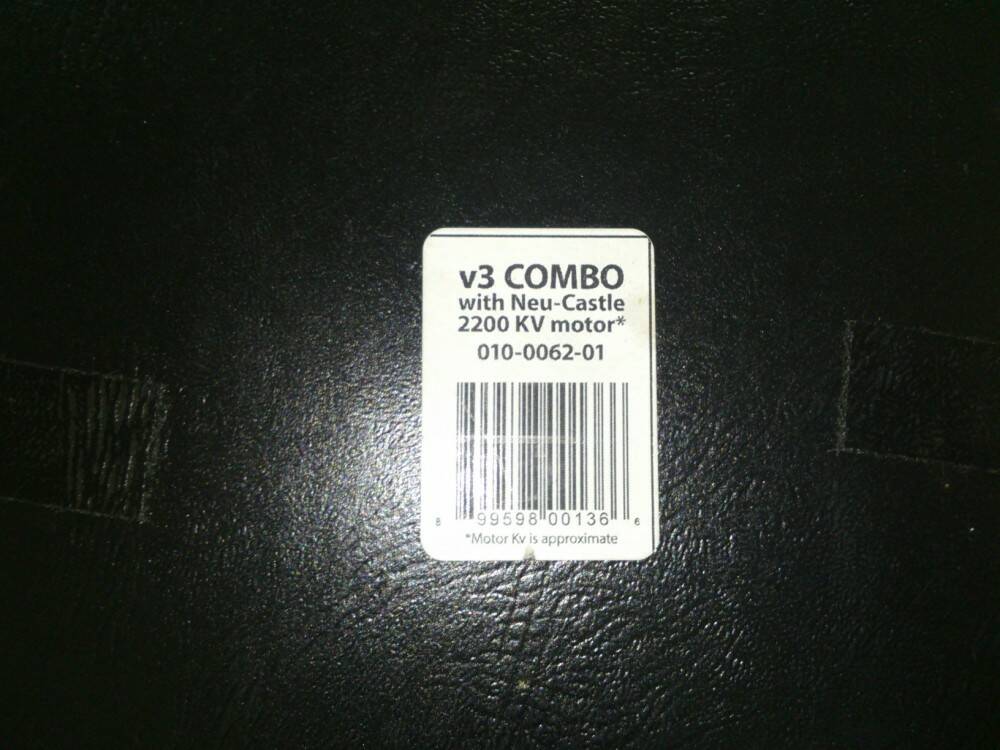 v3 COMBO
with Neu-Castle
2200 KV motor*
010-0062-01
8 99598 00136 6
*Motor Kv is approximate